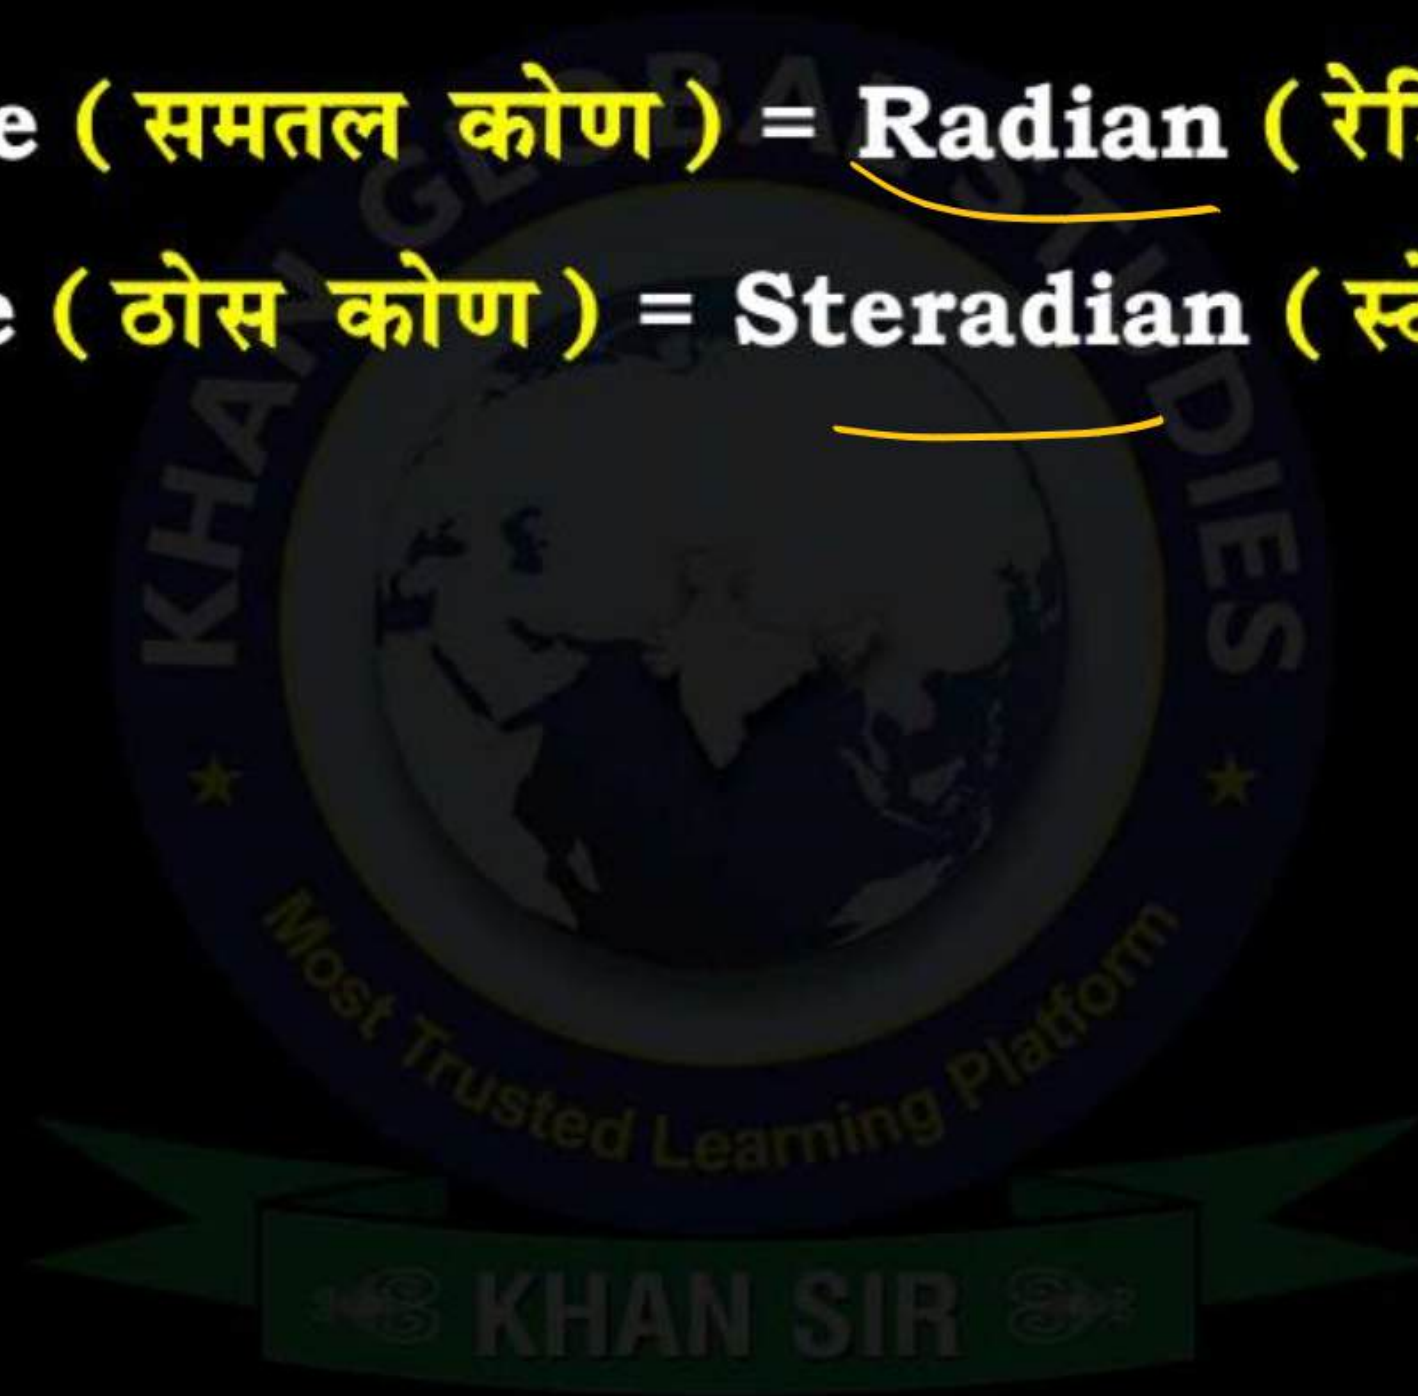 e ( समतल कोण ) = Radian ( रेडि
e ( ठोस कोण ) = Steradian ( स्टे
KHAN GLOBAL STUDIES
Most Trusted Learning Platform
KHAN SIR